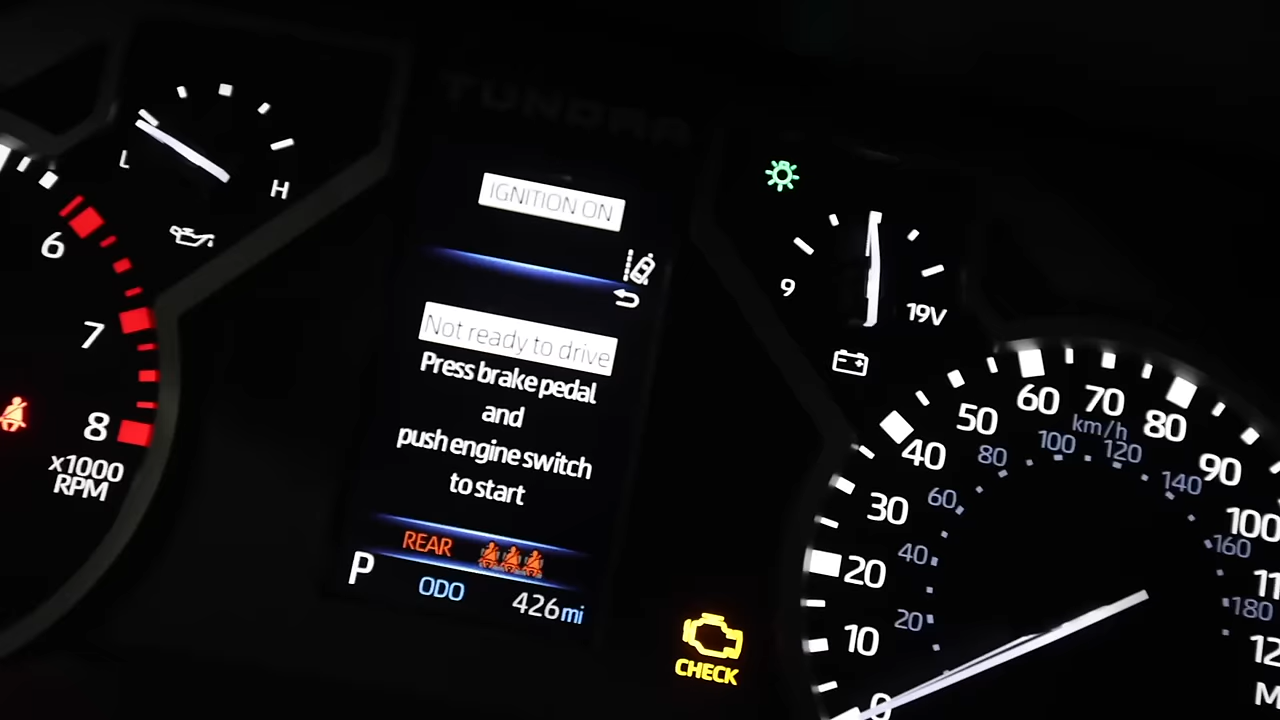 TUNDRA
L
H
6
7
8
x1000
RPM
IGNITION ON
Not ready to drive
Press brake pedal
and
push engine switch
to start
REAR
P
ODO 426 mi
9
19V
CHECK
0
10
20
30
40
50
60
70
80
90
100
km/h
20
40
60
80
100
120
140
160
180